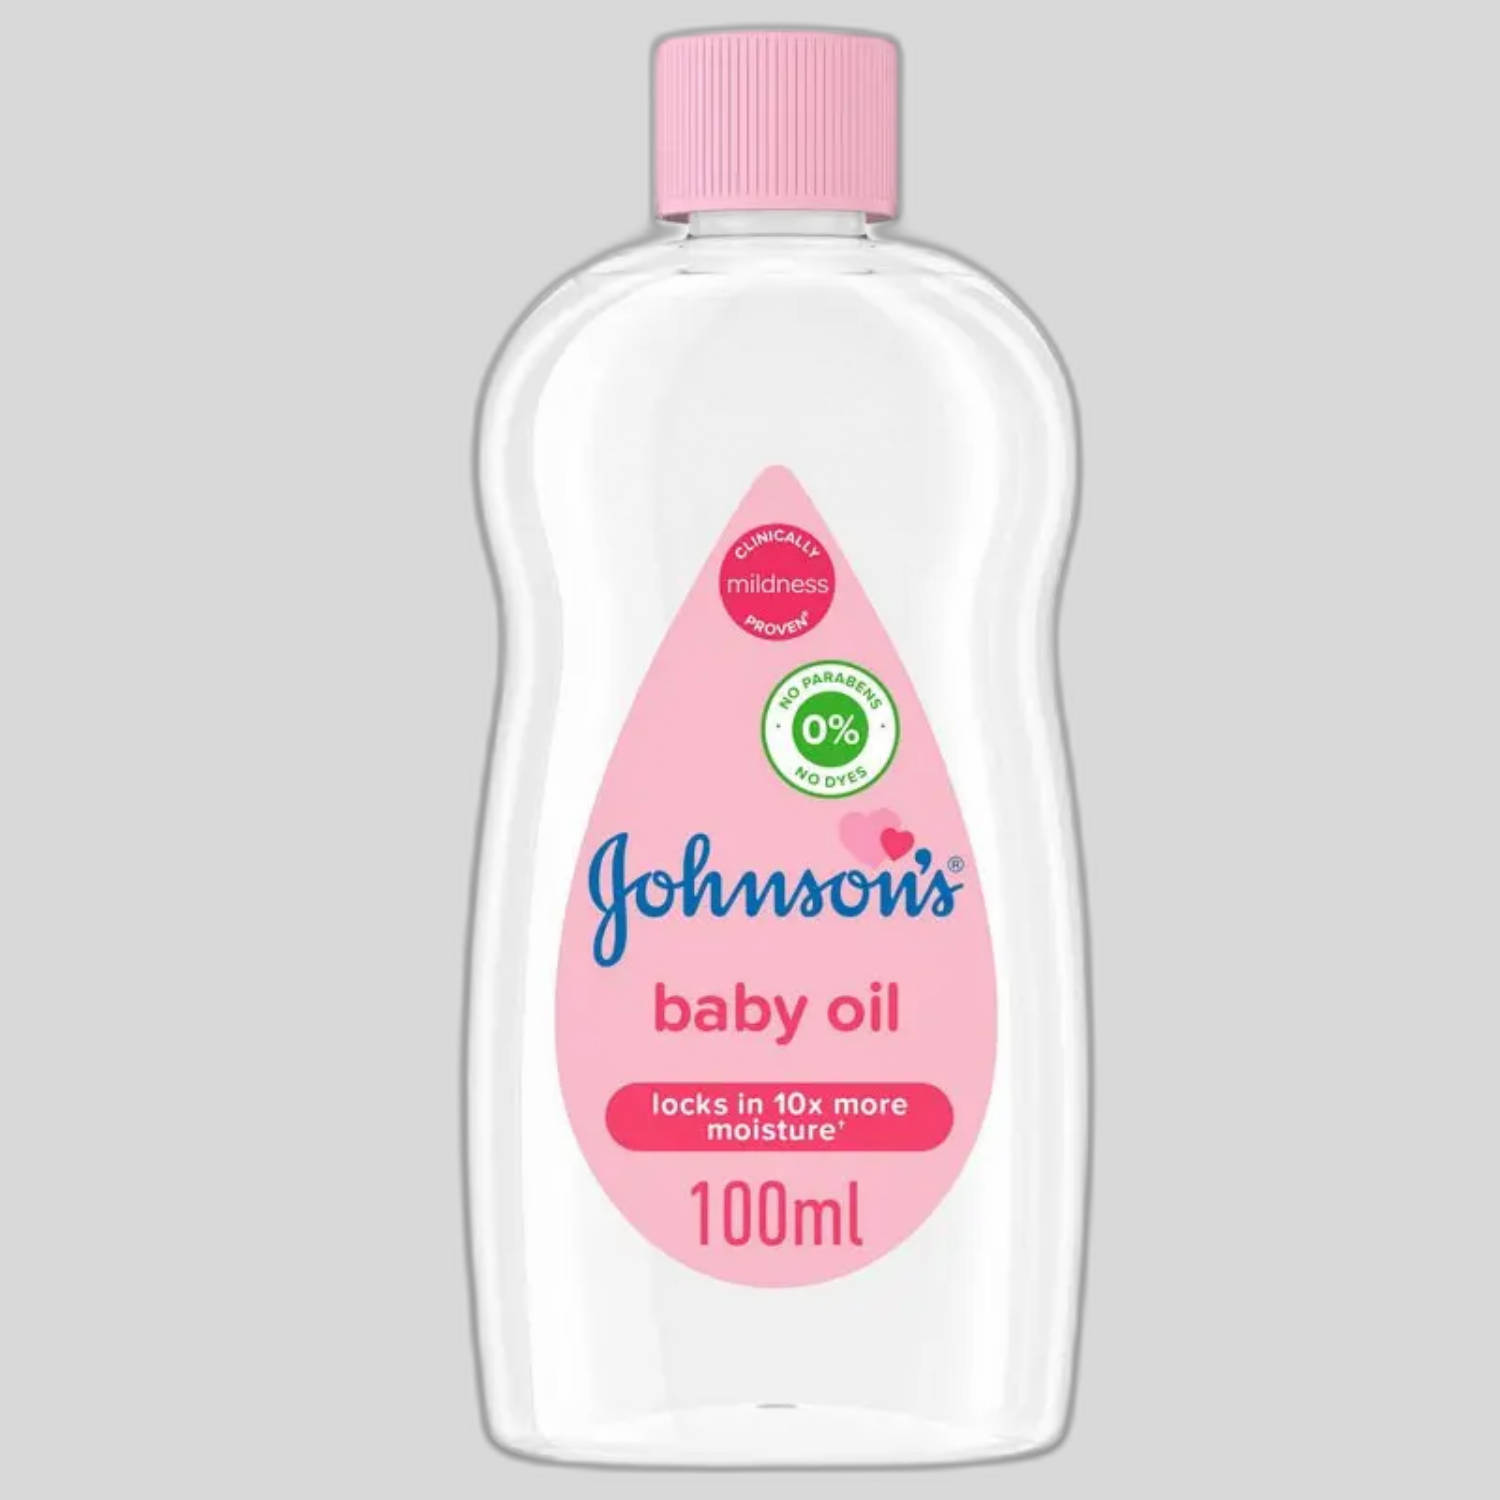 CLINICALLY
mildness
PROVEN*
NO PARABENS
0%
NO DYES
Johnson's®
baby oil
locks in 10x more
moisture†
100ml